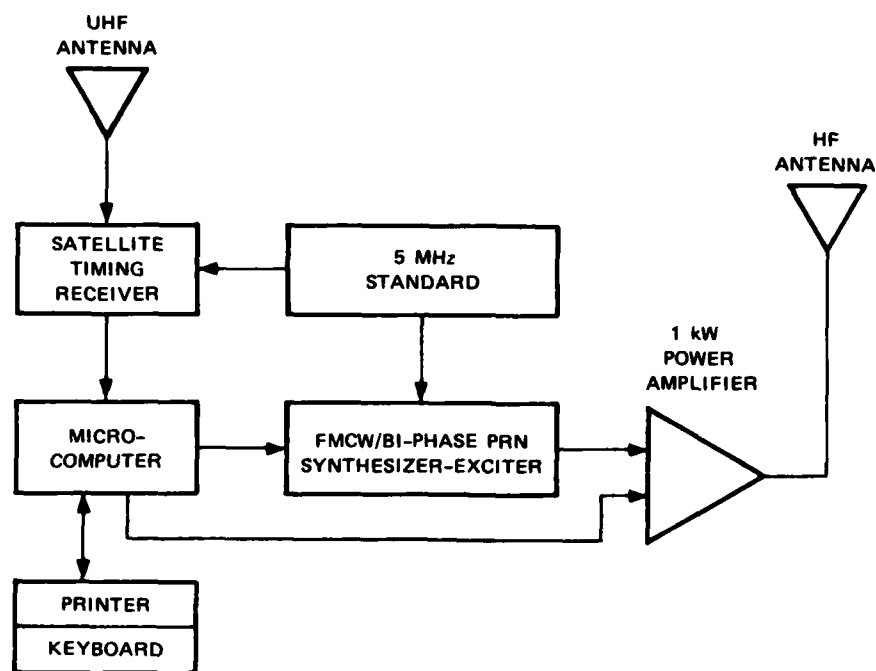 UHF
ANTENNA
HF
ANTENNA
SATELLITE
TIMING
RECEIVER
5 MHz
STANDARD
1 kW
POWER
AMPLIFIER
MICRO-
COMPUTER
FMCW/BI-PHASE PRN
SYNTHESIZER-EXCITER
PRINTER
KEYBOARD